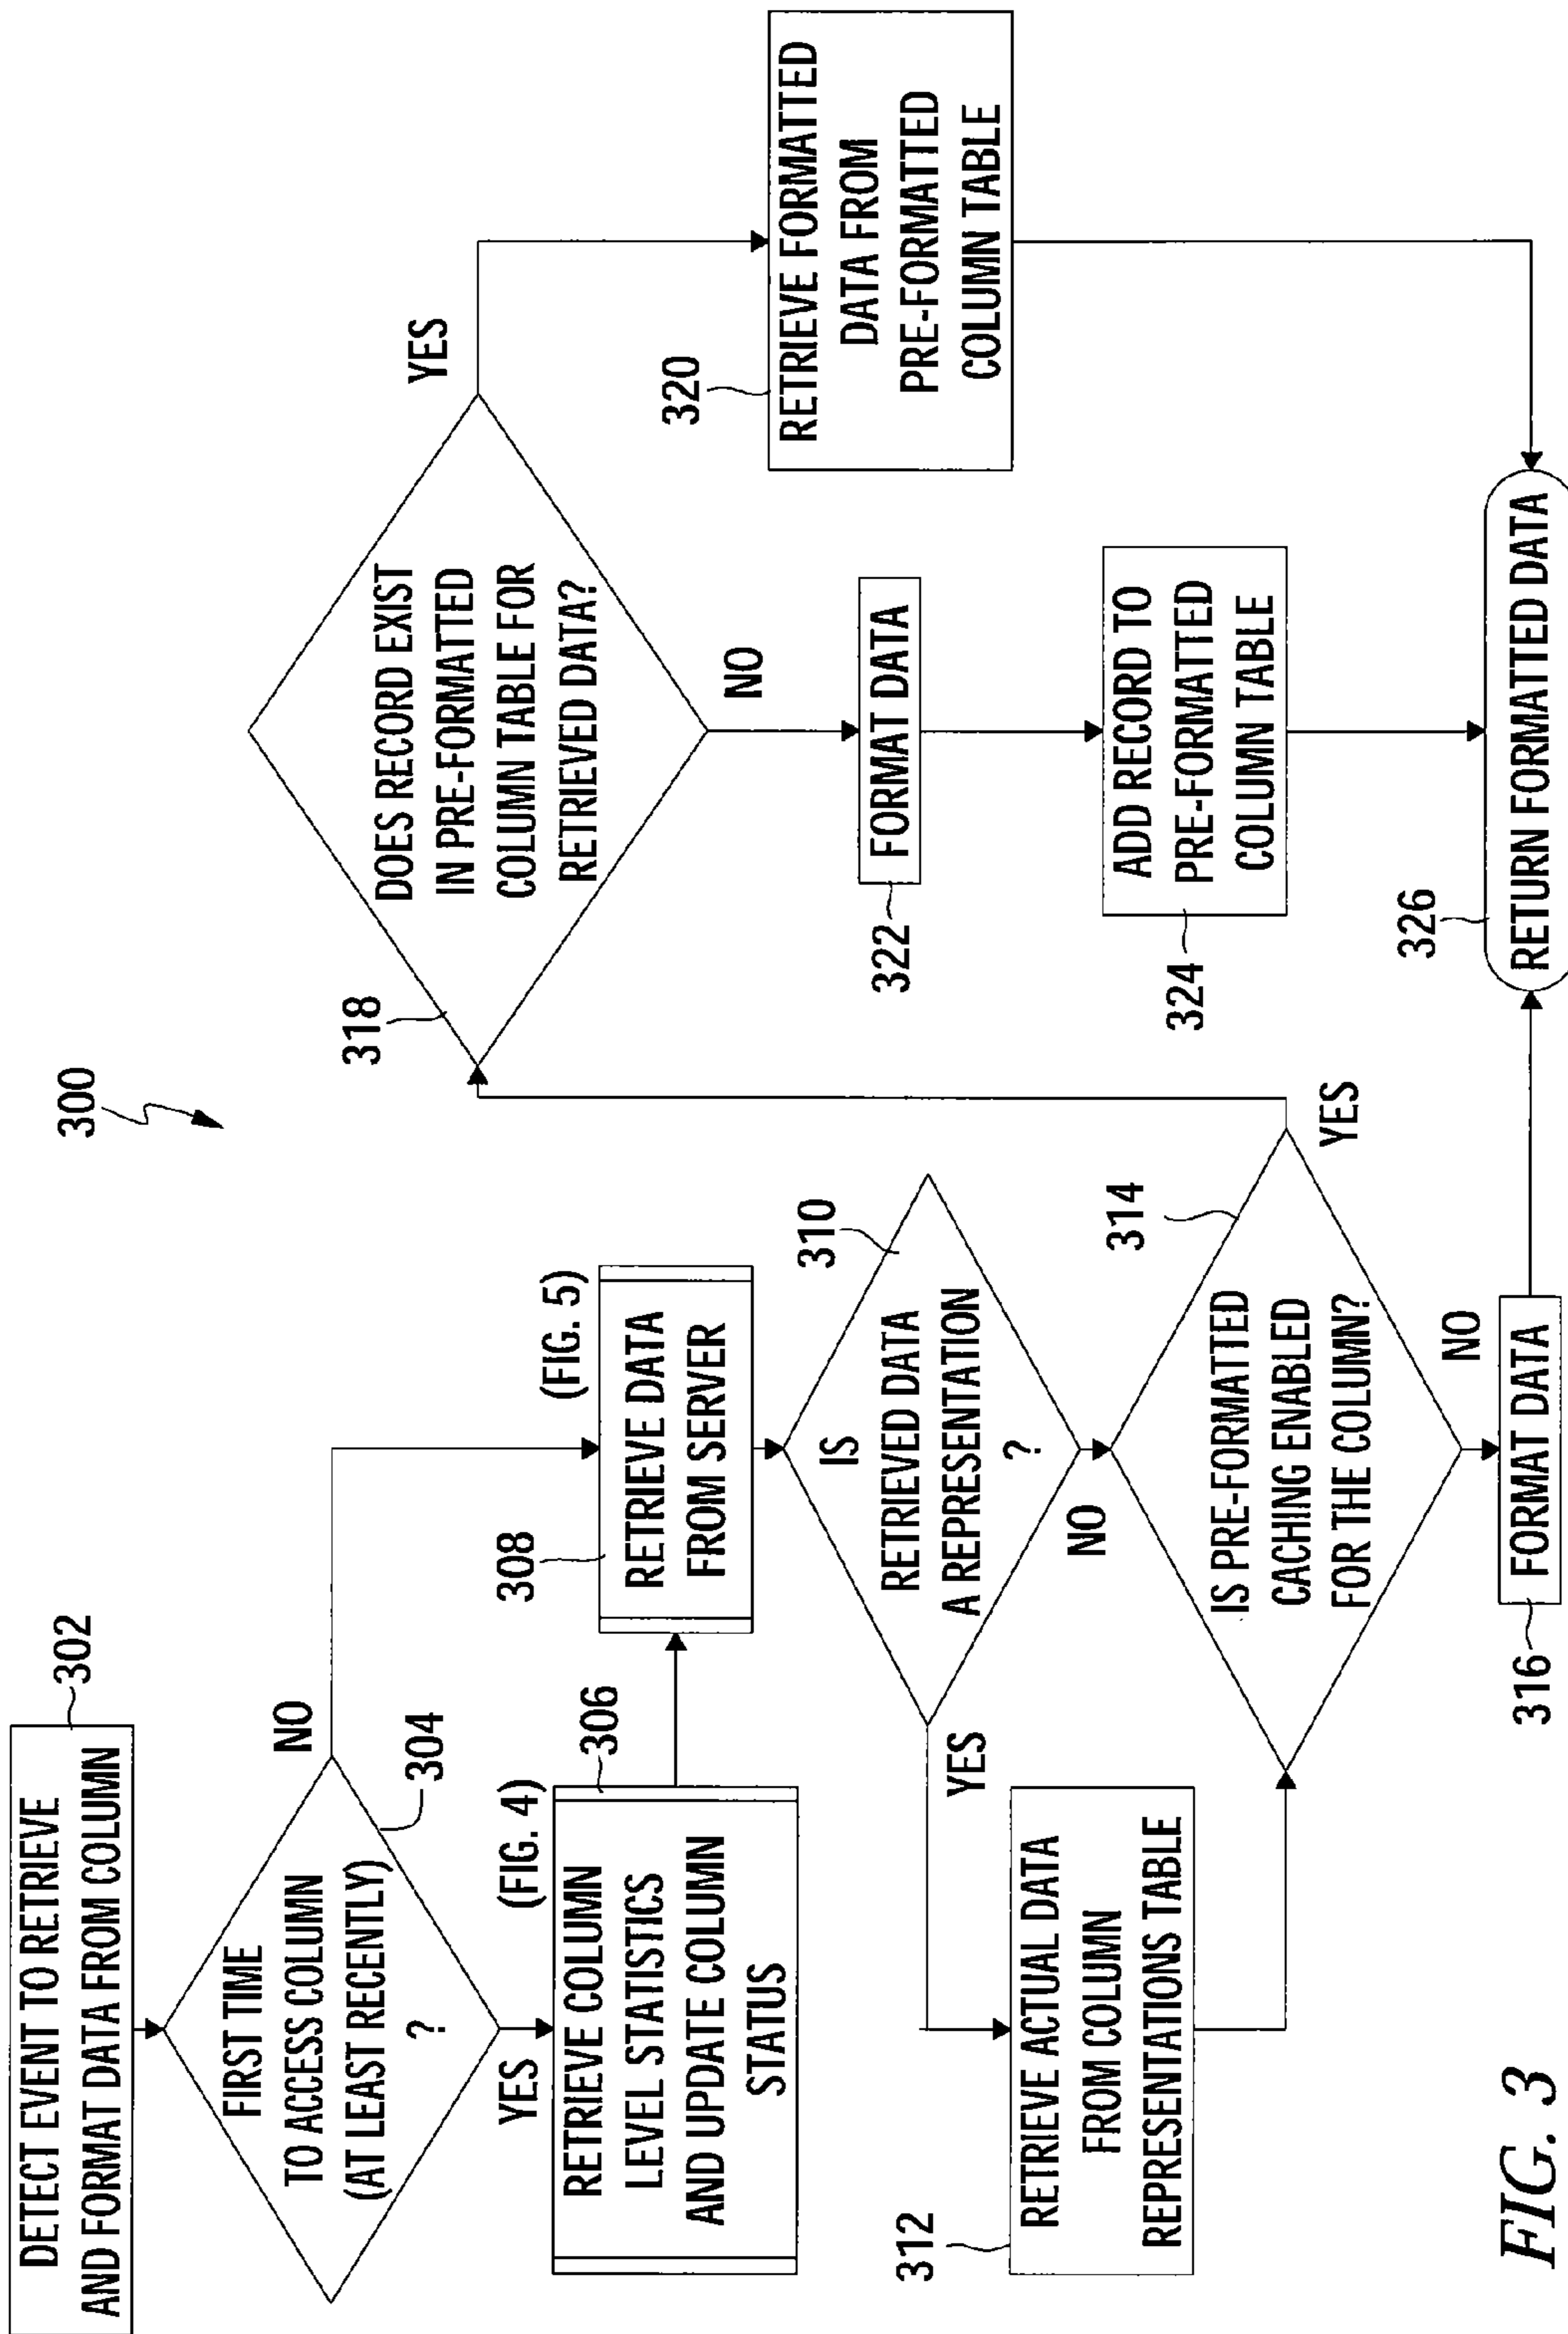 300
302
DETECT EVENT TO RETRIEVE
AND FORMAT DATA FROM COLUMN
304
FIRST TIME
TO ACCESS COLUMN
(AT LEAST RECENTLY)
?
NO
YES
(FIG. 4)
306
RETRIEVE COLUMN
LEVEL STATISTICS
AND UPDATE COLUMN
STATUS
(FIG. 5)
308
RETRIEVE DATA
FROM SERVER
310
IS
RETRIEVED DATA
A REPRESENTATION
?
YES
NO
312
RETRIEVE ACTUAL DATA
FROM COLUMN
REPRESENTATIONS TABLE
314
IS PRE-FORMATTED
CACHING ENABLED
FOR THE COLUMN?
YES
NO
316
FORMAT DATA
318
DOES RECORD EXIST
IN PRE-FORMATTED
COLUMN TABLE FOR
RETRIEVED DATA?
YES
NO
320
RETRIEVE FORMATTED
DATA FROM
PRE-FORMATTED
COLUMN TABLE
322
FORMAT DATA
324
ADD RECORD TO
PRE-FORMATTED
COLUMN TABLE
326
RETURN FORMATTED DATA
FIG. 3